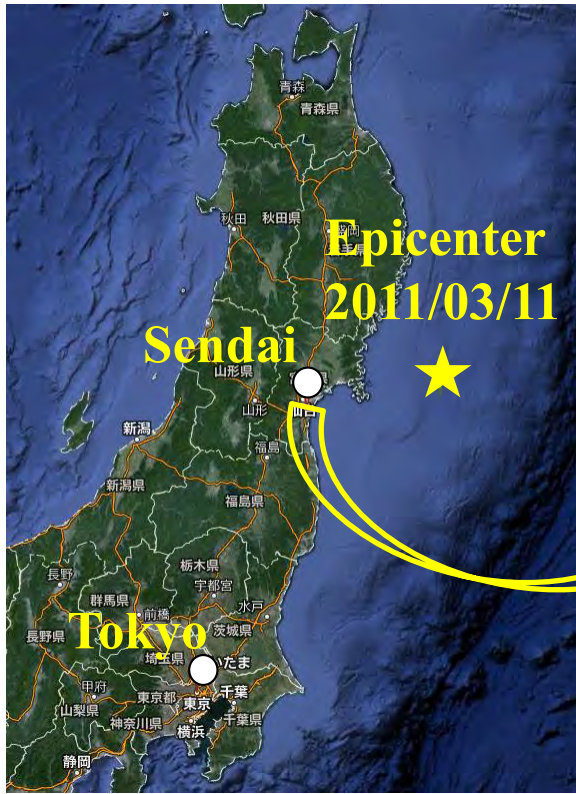 青森
青森県
秋田
秋田県
Epicenter
2011/03/11
Sendai
山形県
山形
新潟
福島
新潟県
福島県
栃木県
長野
宇都宮
群馬県
前橋
水戸
Tokyo
茨城県
長野県
埼玉県
いたま
甲府
東京都
千葉
山梨県
東京
神奈川県
千葉県
横浜
静岡